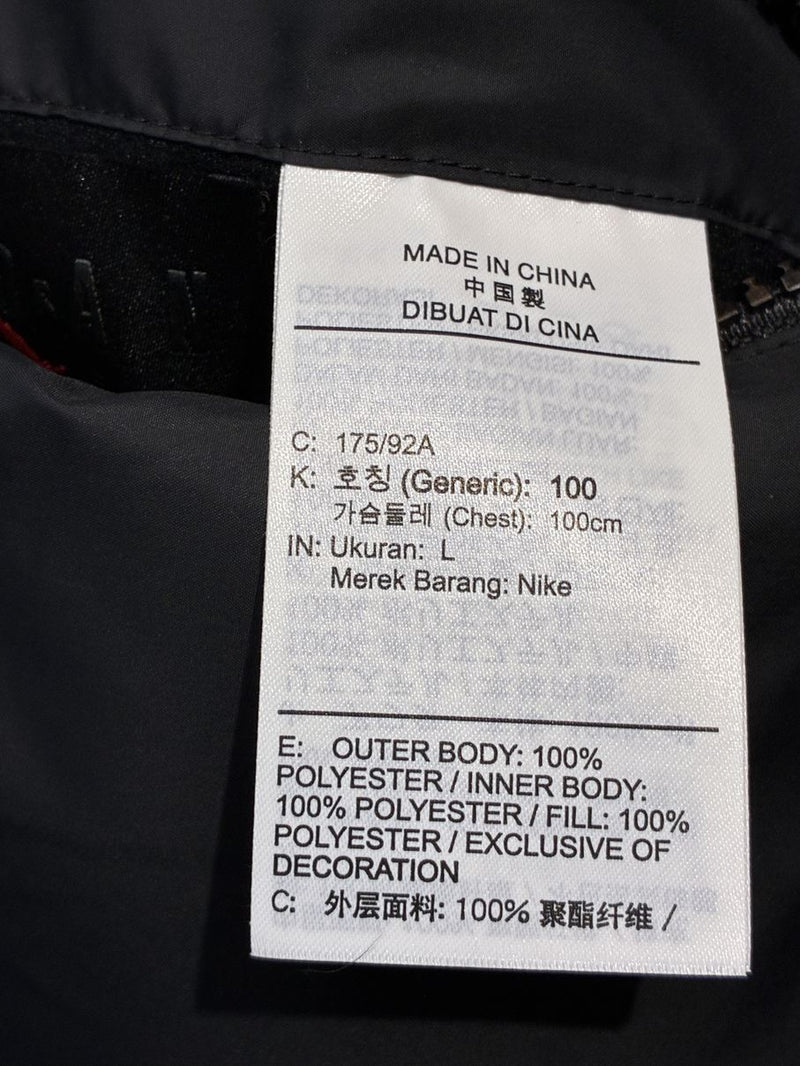 MADE IN CHINA
中国製
DIBUAT DI CINA
C: 175/92A
K: 호칭 (Generic): 100
가슴둘레 (Chest): 100cm
IN: Ukuran: L
Merek Barang: Nike
E: OUTER BODY: 100%
POLYESTER / INNER BODY:
100% POLYESTER / FILL: 100%
POLYESTER / EXCLUSIVE OF
DECORATION
C: 外层面料: 100% 聚酯纤维 /